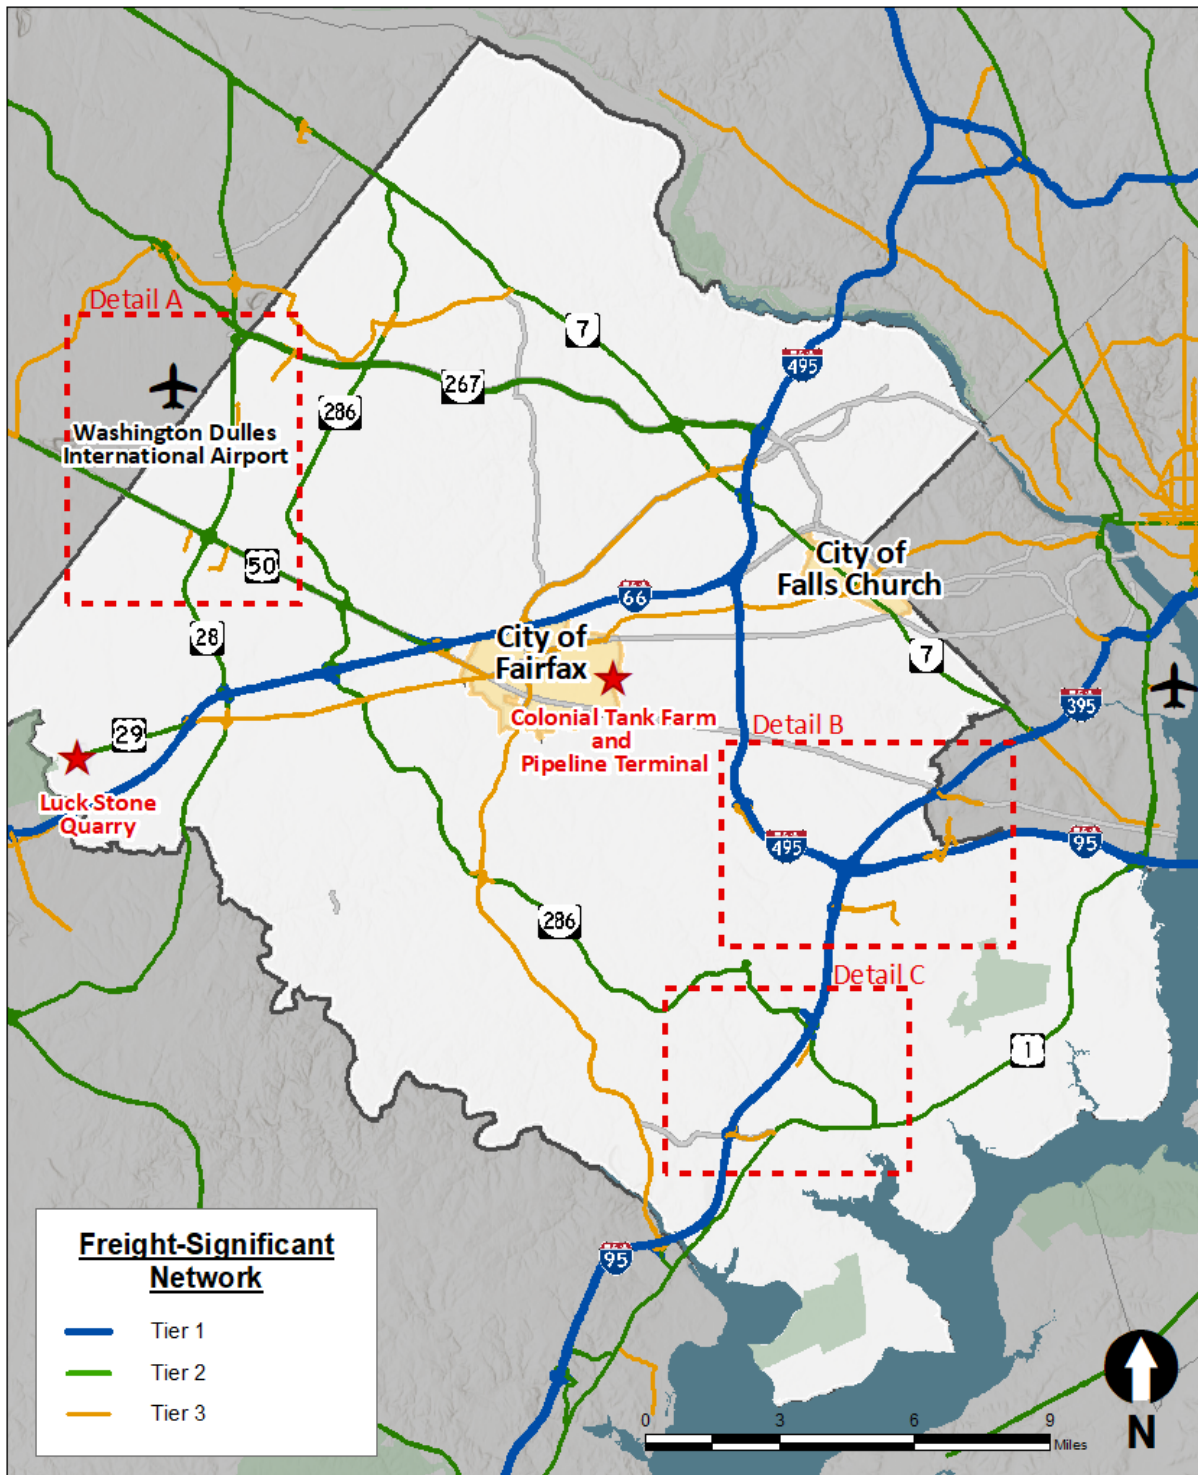 Detail A
7
495
267
286
Washington Dulles
International Airport
50
66
City of
Falls Church
28
City of
Fairfax
7
395
29
Colonial Tank Farm
and
Pipeline Terminal
Detail B
Luck Stone
Quarry
495
95
286
Detail C
1
95
Freight-Significant
Network
Tier 1
Tier 2
Tier 3
0 3 6 9
Miles
N